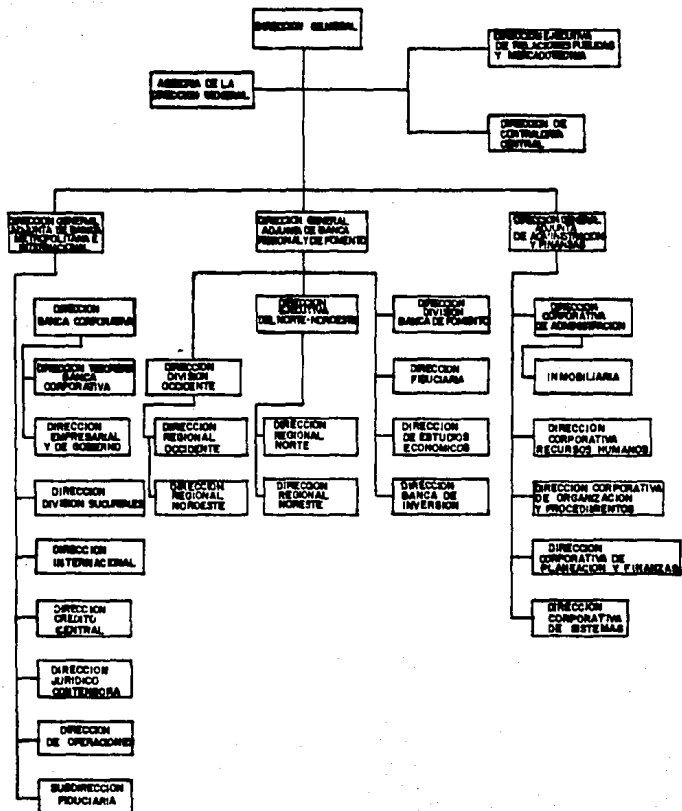 DIRECCION GENERAL
DIRECCION EJECUTIVA
DE RELACIONES PUBLICAS
Y MERCADOTECNIA
ASESORIA DE LA
DIRECCION GENERAL
DIRECCION DE
CONTRALORIA
CENTRAL
DIRECCION GENERAL
ADJUNTA DE BANCA
METROPOLITANA E
INTERNACIONAL
DIRECCION GENERAL
ADJUNTA DE BANCA
REGIONAL Y DE FOMENTO
DIRECCION GENERAL
ADJUNTA
DE ADMINISTRACION
Y FINANZAS
DIRECCION
BANCA CORPORATIVA
DIRECCION TESORERIA
BANCA
CORPORATIVA
DIRECCION
EMPRESARIAL
Y DE GOBIERNO
DIRECCION
DIVISION SUCURSALES
DIRECCION
INTERNACIONAL
DIRECCION
CREDITO
CENTRAL
DIRECCION
JURIDICO
DIRECCION
DE OPERACIONES
SUBDIRECCION
FIDUCIARIA
DIRECCION
DIVISION
OCCIDENTE
DIRECCION
REGIONAL
OCCIDENTE
DIRECCION
REGIONAL
NOROESTE
DIRECCION
EJECUTIVA
DEL NORTE-NOROESTE
DIRECCION
REGIONAL
NORTE
DIRECCION
REGIONAL
NORESTE
DIRECCION
DIVISION
BANCA DE FOMENTO
DIRECCION
FIDUCIARIA
DIRECCION
DE ESTUDIOS
ECONOMICOS
DIRECCION
BANCA DE
INVERSION
DIRECCION
CORPORATIVA
DE ADMINISTRACION
INMOBILIARIA
DIRECCION
CORPORATIVA
RECURSOS HUMANOS
DIRECCION CORPORATIVA
DE ORGANIZACION
Y PROCEDIMIENTOS
DIRECCION
CORPORATIVA DE
PLANEACION Y FINANZAS
DIRECCION
CORPORATIVA
DE SISTEMAS